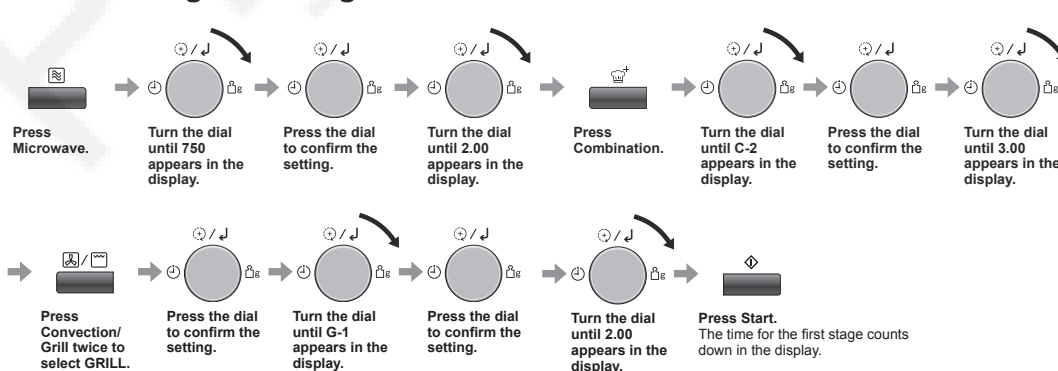 Press
Microwave.
Turn the dial
until 750
appears in the
display.
Press the dial
to confirm the
setting.
Turn the dial
until 2.00
appears in the
display.
Press
Combination.
Turn the dial
until C-2
appears in the
display.
Press the dial
to confirm the
setting.
Turn the dial
until 3.00
appears in the
display.
Press
Convection/
Grill twice to
select GRILL.
Press the dial
to confirm the
setting.
Turn the dial
until G-1
appears in the
display.
Press the dial
to confirm the
setting.
Turn the dial
until 2.00
appears in the
display.
Press Start.
The time for the first stage counts
down in the display.